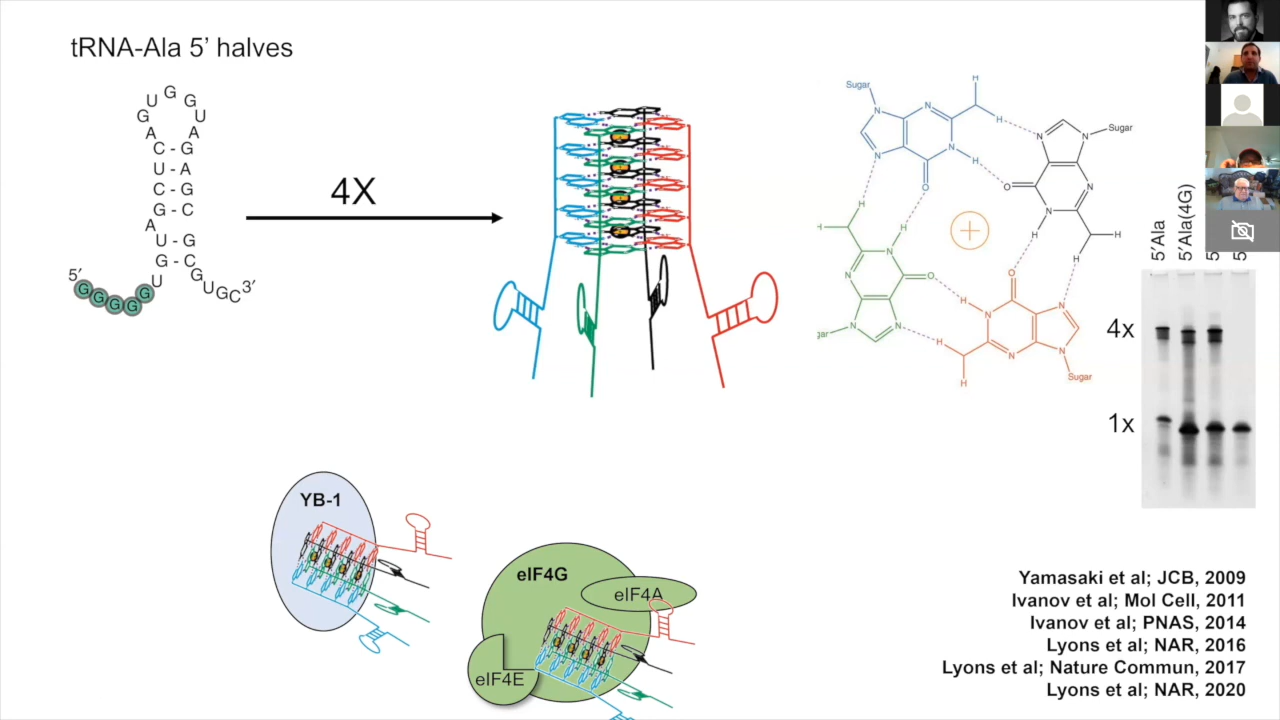 tRNA-Ala 5’ halves
U G G
G U
A A
C - G
U - A
C - G
G - C
A
U - G
G C
U G
5’
GGGGG
UGC3’
4X
Sugar
N
N
H
H
N
N
H
O
N
N
Sugar
O
N
N
H
H
H
H
H
N
H
N
O
N
N
H
O
H
N
N
N
N
H
H
Sugar
5’Ala
5’Ala(4G)
4x
1x
YB-1
eIF4G
eIF4A
eIF4E
Yamasaki et al; JCB, 2009
Ivanov et al; Mol Cell, 2011
Ivanov et al; PNAS, 2014
Lyons et al; NAR, 2016
Lyons et al; Nature Commun, 2017
Lyons et al; NAR, 2020